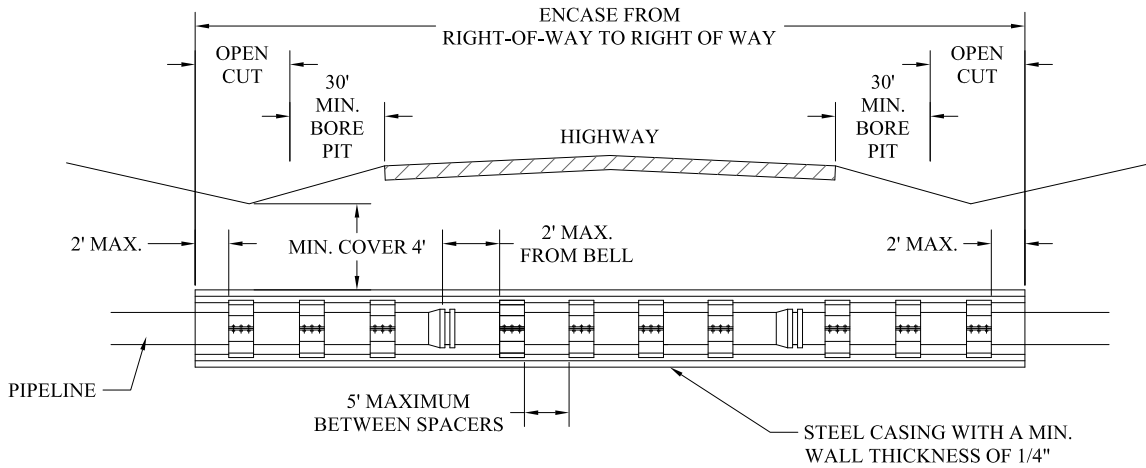 ENCASE FROM
RIGHT-OF-WAY TO RIGHT OF WAY
OPEN
CUT
OPEN
CUT
30'
MIN.
BORE
PIT
30'
MIN.
BORE
PIT
HIGHWAY
2' MAX.
MIN. COVER 4'
2' MAX.
FROM BELL
2' MAX.
PIPELINE
5' MAXIMUM
BETWEEN SPACERS
STEEL CASING WITH A MIN.
WALL THICKNESS OF 1/4"